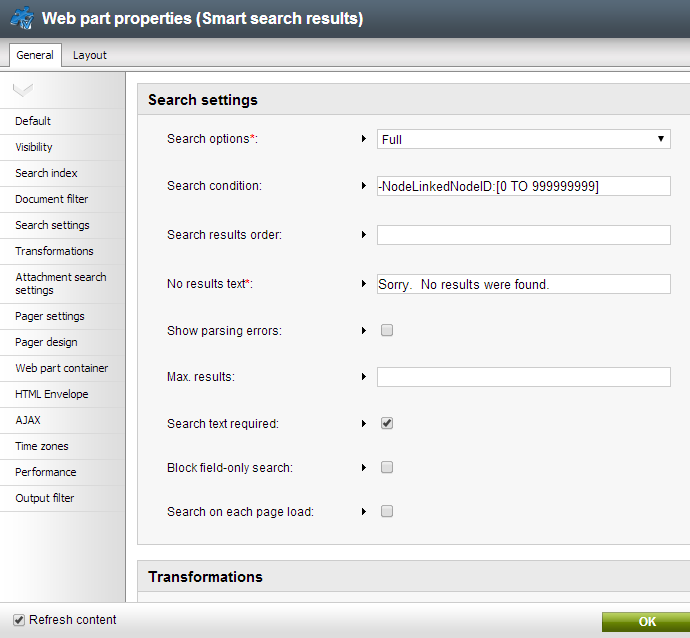 Web part properties (Smart search results)
General Layout
Default
Visibility
Search index
Document filter
Search settings
Transformations
Attachment search
settings
Pager settings
Pager design
Web part container
HTML Envelope
AJAX
Time zones
Performance
Output filter
Search settings
Search options*: Full
Search condition: -NodeLinkedNodeID:[0 TO 999999999]
Search results order:
No results text*: Sorry.  No results were found.
Show parsing errors:
Max. results:
Search text required:
Block field-only search:
Search on each page load:
Transformations
Refresh content OK